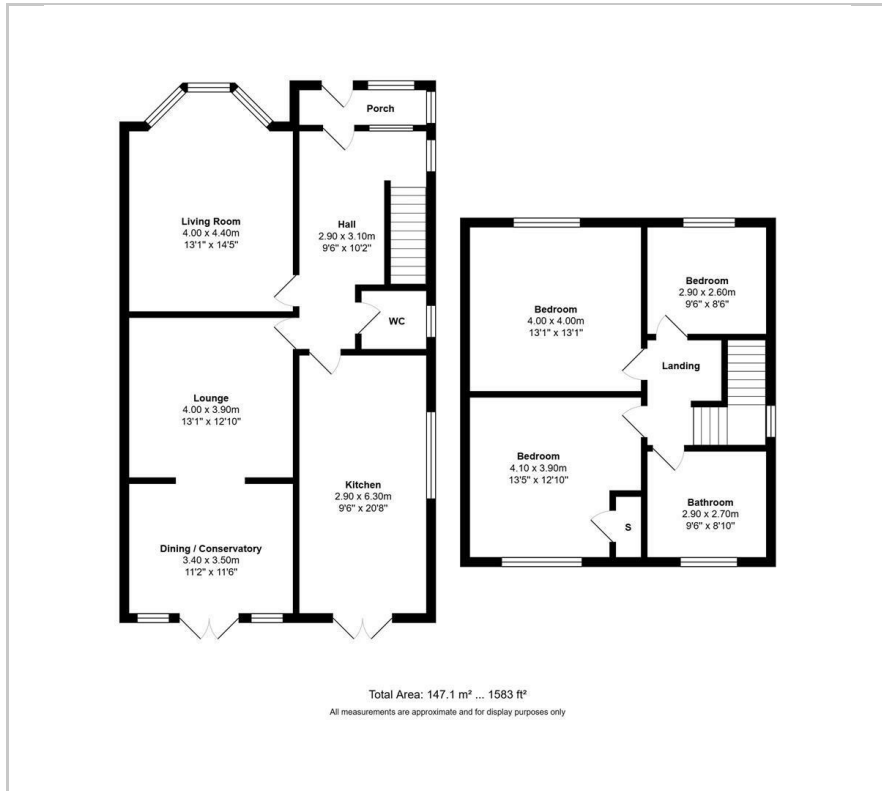 Porch
Living Room
4.00 x 4.40m
13'1" x 14'5"
Hall
2.90 x 3.10m
9'6" x 10'2"
WC
Lounge
4.00 x 3.90m
13'1" x 12'10"
Kitchen
2.90 x 6.30m
9'6" x 20'8"
Dining / Conservatory
3.40 x 3.50m
11'2" x 11'6"
Bedroom
4.00 x 4.00m
13'1" x 13'1"
Bedroom
2.90 x 2.60m
9'6" x 8'6"
Landing
Bedroom
4.10 x 3.90m
13'5" x 12'10"
S
Bathroom
2.90 x 2.70m
9'6" x 8'10"
Total Area: 147.1 m² ... 1583 ft²
All measurements are approximate and for display purposes only